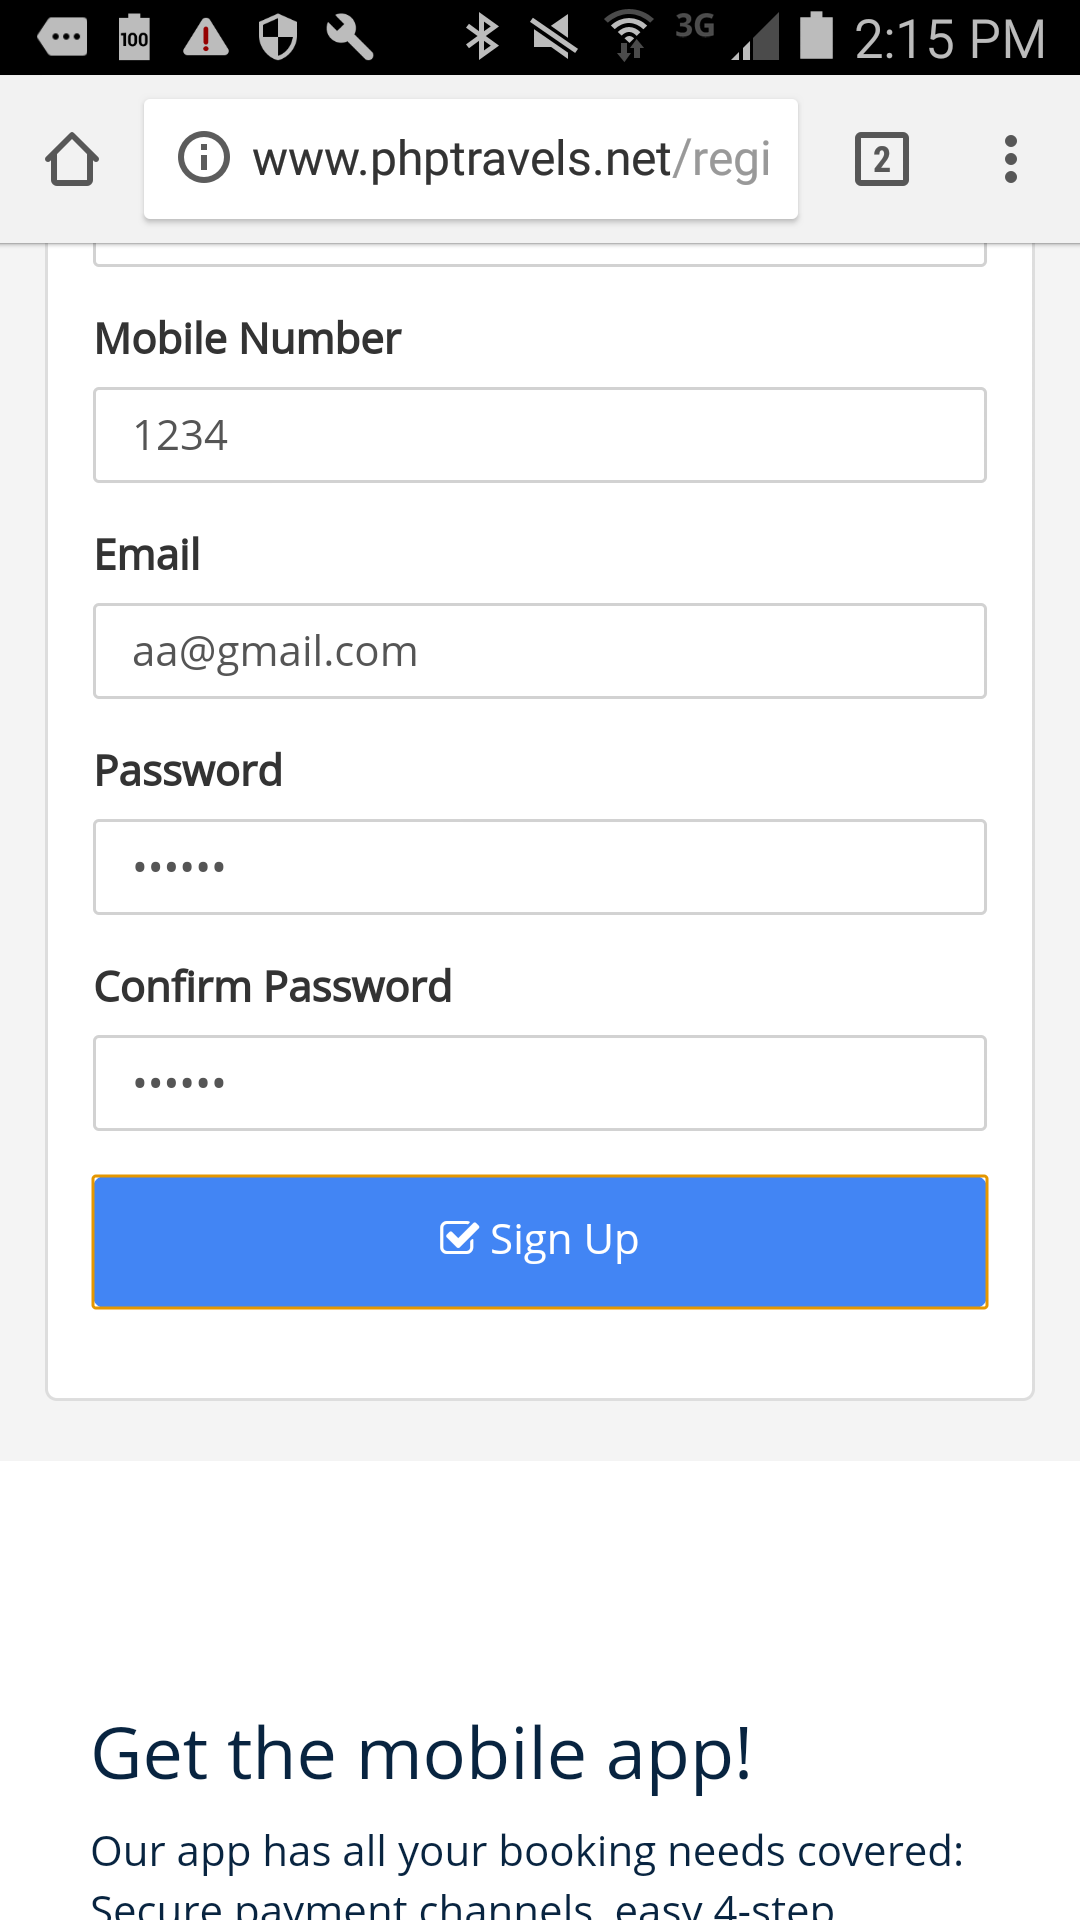 100 3G 2:15 PM
www.phptravels.net/regi 2
Mobile Number
1234
Email
aa@gmail.com
Password
••••••
Confirm Password
••••••
Sign Up
Get the mobile app!
Our app has all your booking needs covered:
Secure payment channels, easy 4-step